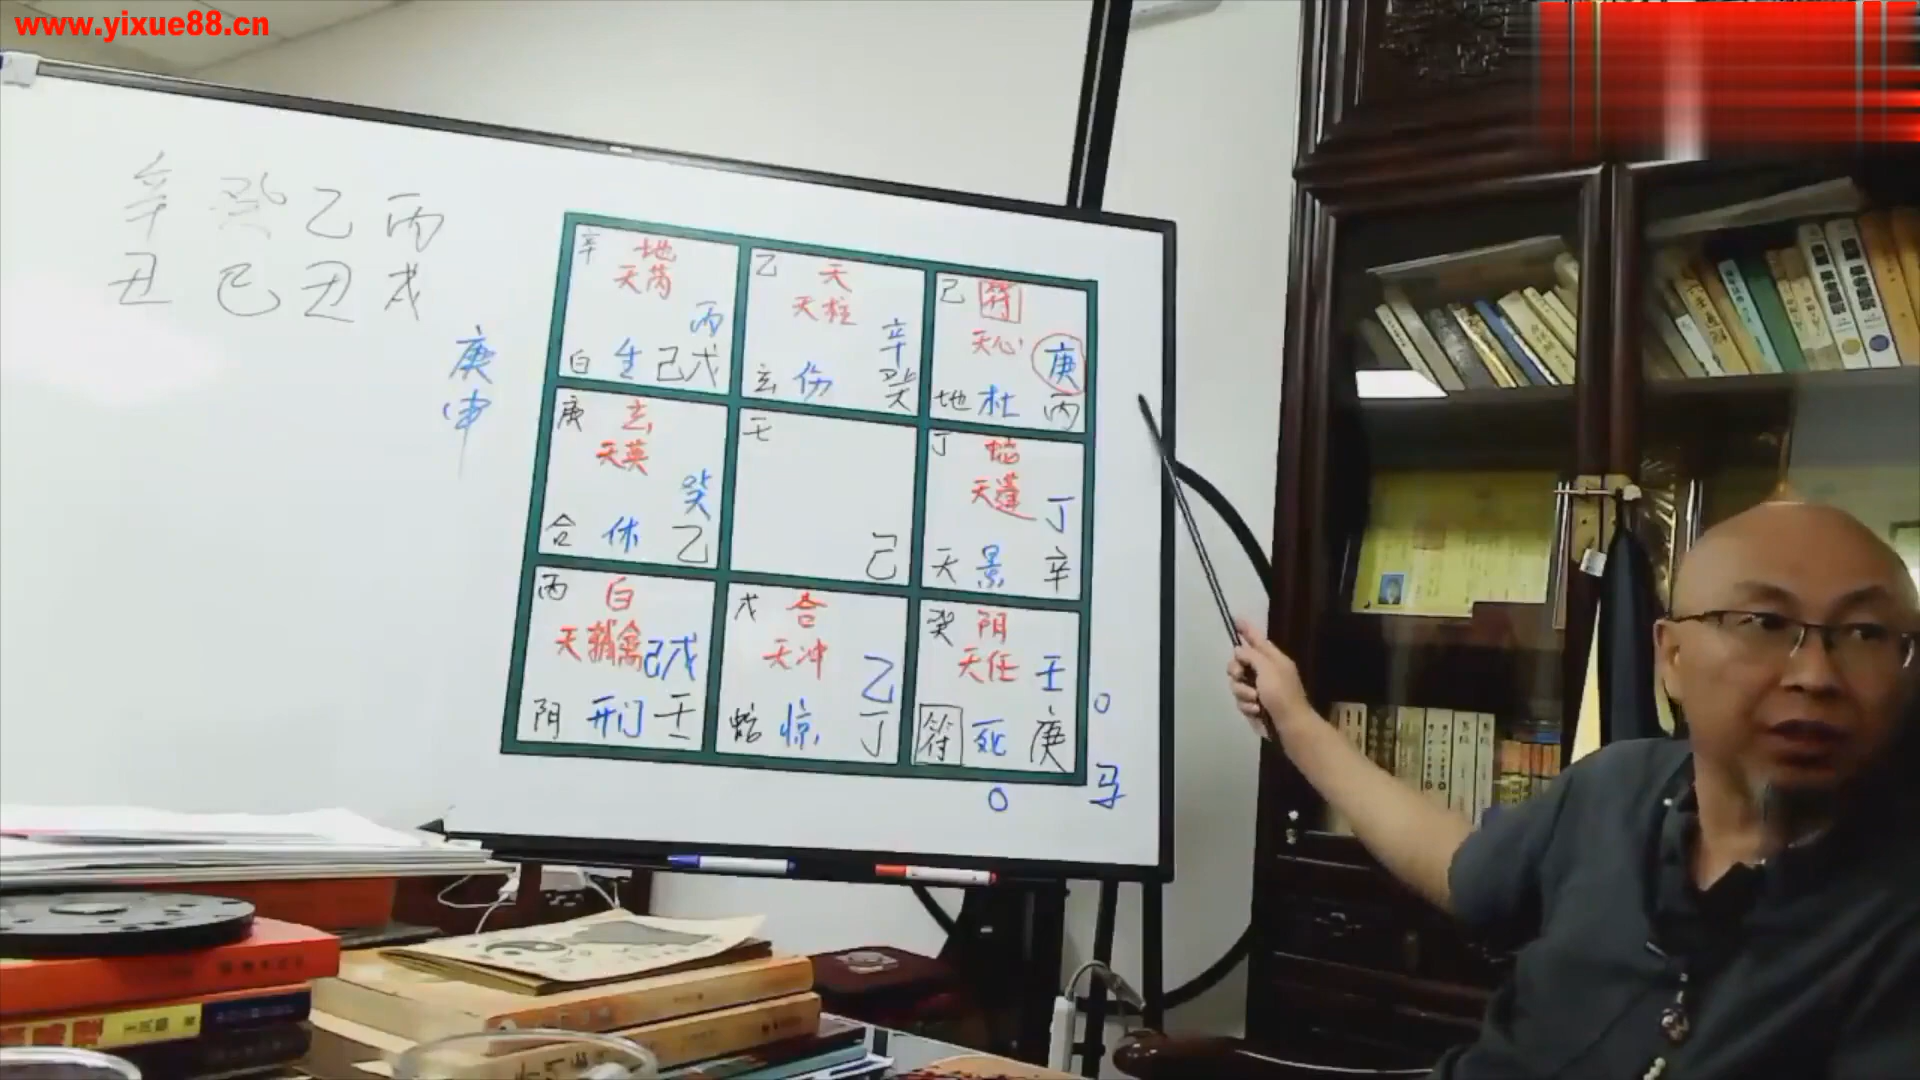 www.yixue88.cn
辛 癸 乙 丙
丑 巳 丑 戌
庚
申
辛 地
天芮
丙
白 生 己戊
乙 天
天柱
辛
玄 伤 癸
己 符
天心 庚
地 杜 丙
庚 玄
天英
癸
合 休 乙
壬
己
丁 蛇
天蓬 丁
天 景 辛
丙 白
天辅禽 己戊
阴 开门 壬
戊 合
天冲 乙
蛇 惊 丁
癸 阴
天任 壬
符 死 庚
马